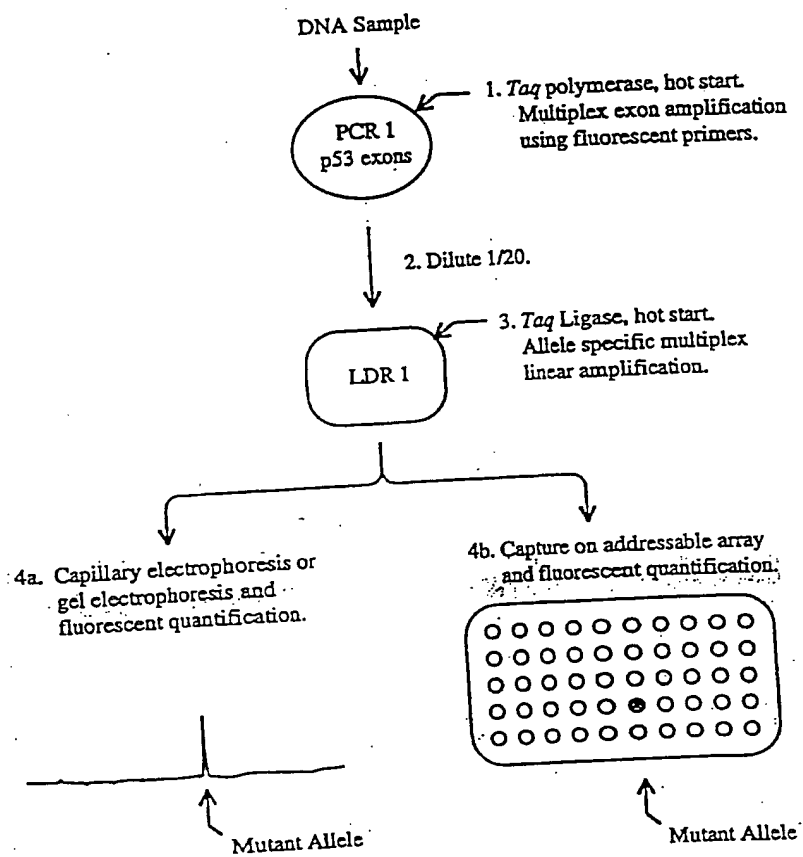 DNA Sample
1. Taq polymerase, hot start.
Multiplex exon amplification
using fluorescent primers.
PCR 1
p53 exons
2. Dilute 1/20.
3. Taq Ligase, hot start.
Allele specific multiplex
linear amplification.
LDR 1
4a. Capillary electrophoresis or
gel electrophoresis and
fluorescent quantification.
4b. Capture on addressable array
and fluorescent quantification.
Mutant Allele
Mutant Allele